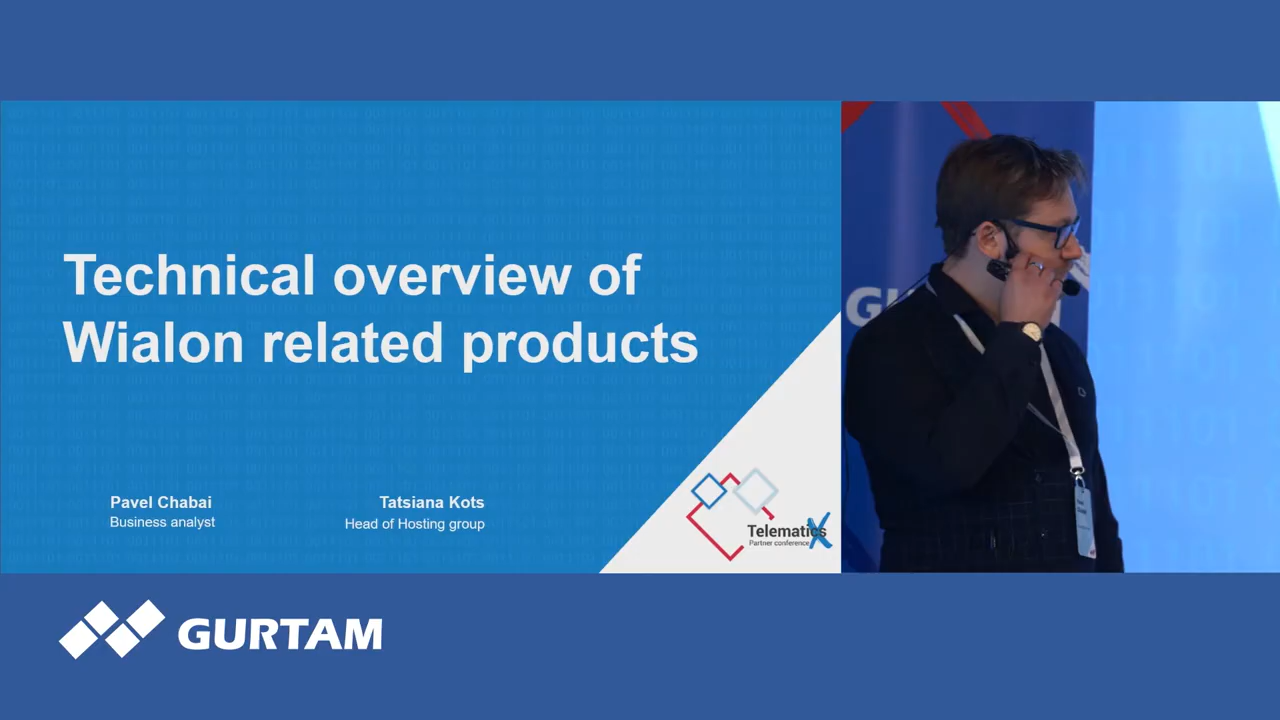 Technical overview of
Wialon related products
Pavel Chabai
Business analyst
Tatsiana Kots
Head of Hosting group
Telematics X
Partner conference
GURTAM